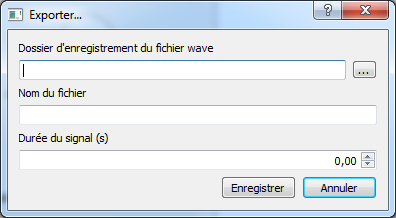 Exporter...
Dossier d'enregistrement du fichier wave
...
Nom du fichier
Durée du signal (s)
0,00
Enregistrer Annuler